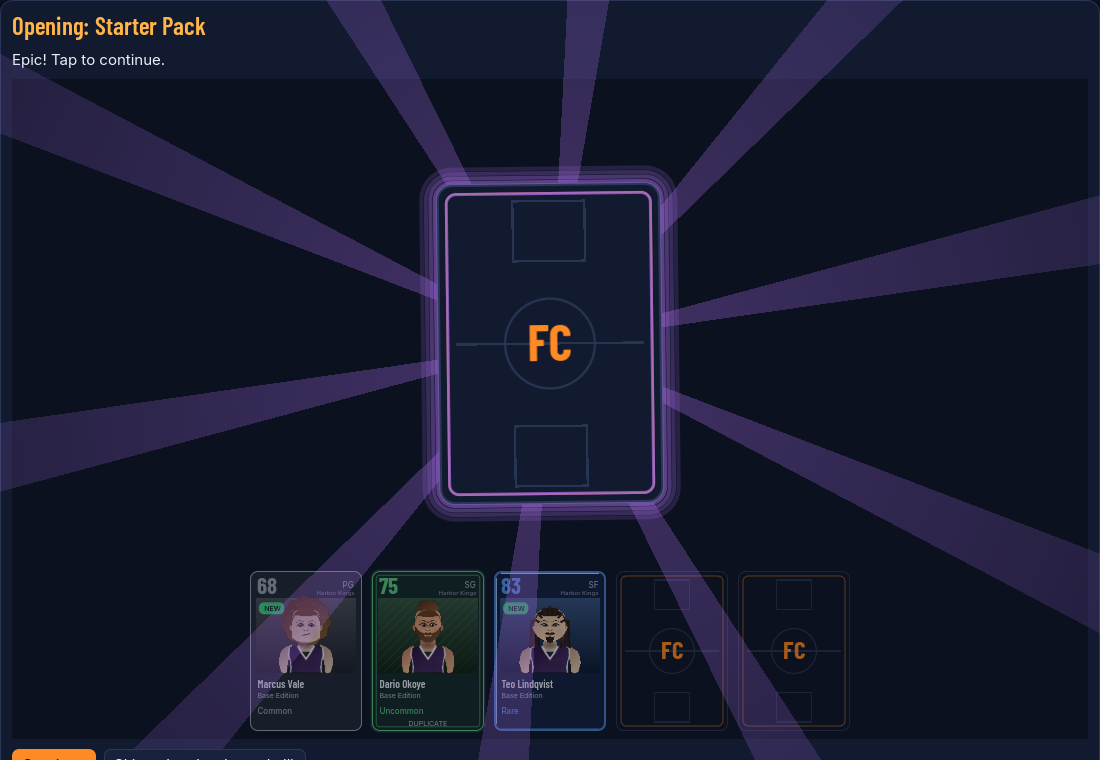 Opening: Starter Pack
Epic! Tap to continue.
FC
68
PG
Harbor Kings
NEW
Marcus Vale
Base Edition
Common
75
SG
Harbor Kings
Dario Okoye
Base Edition
Uncommon
DUPLICATE
83
SF
Harbor Kings
NEW
Teo Lindqvist
Base Edition
Rare
FC
FC